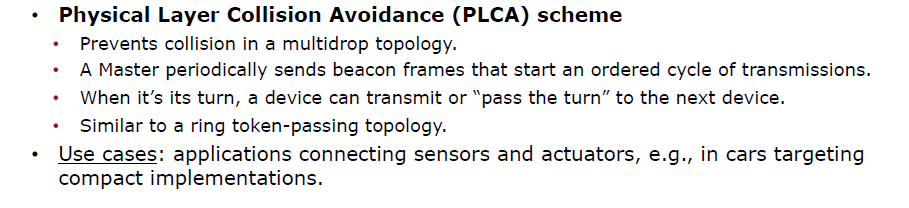 • Physical Layer Collision Avoidance (PLCA) scheme
• Prevents collision in a multidrop topology.
• A Master periodically sends beacon frames that start an ordered cycle of transmissions.
• When it’s its turn, a device can transmit or “pass the turn” to the next device.
• Similar to a ring token-passing topology.
• Use cases: applications connecting sensors and actuators, e.g., in cars targeting
compact implementations.